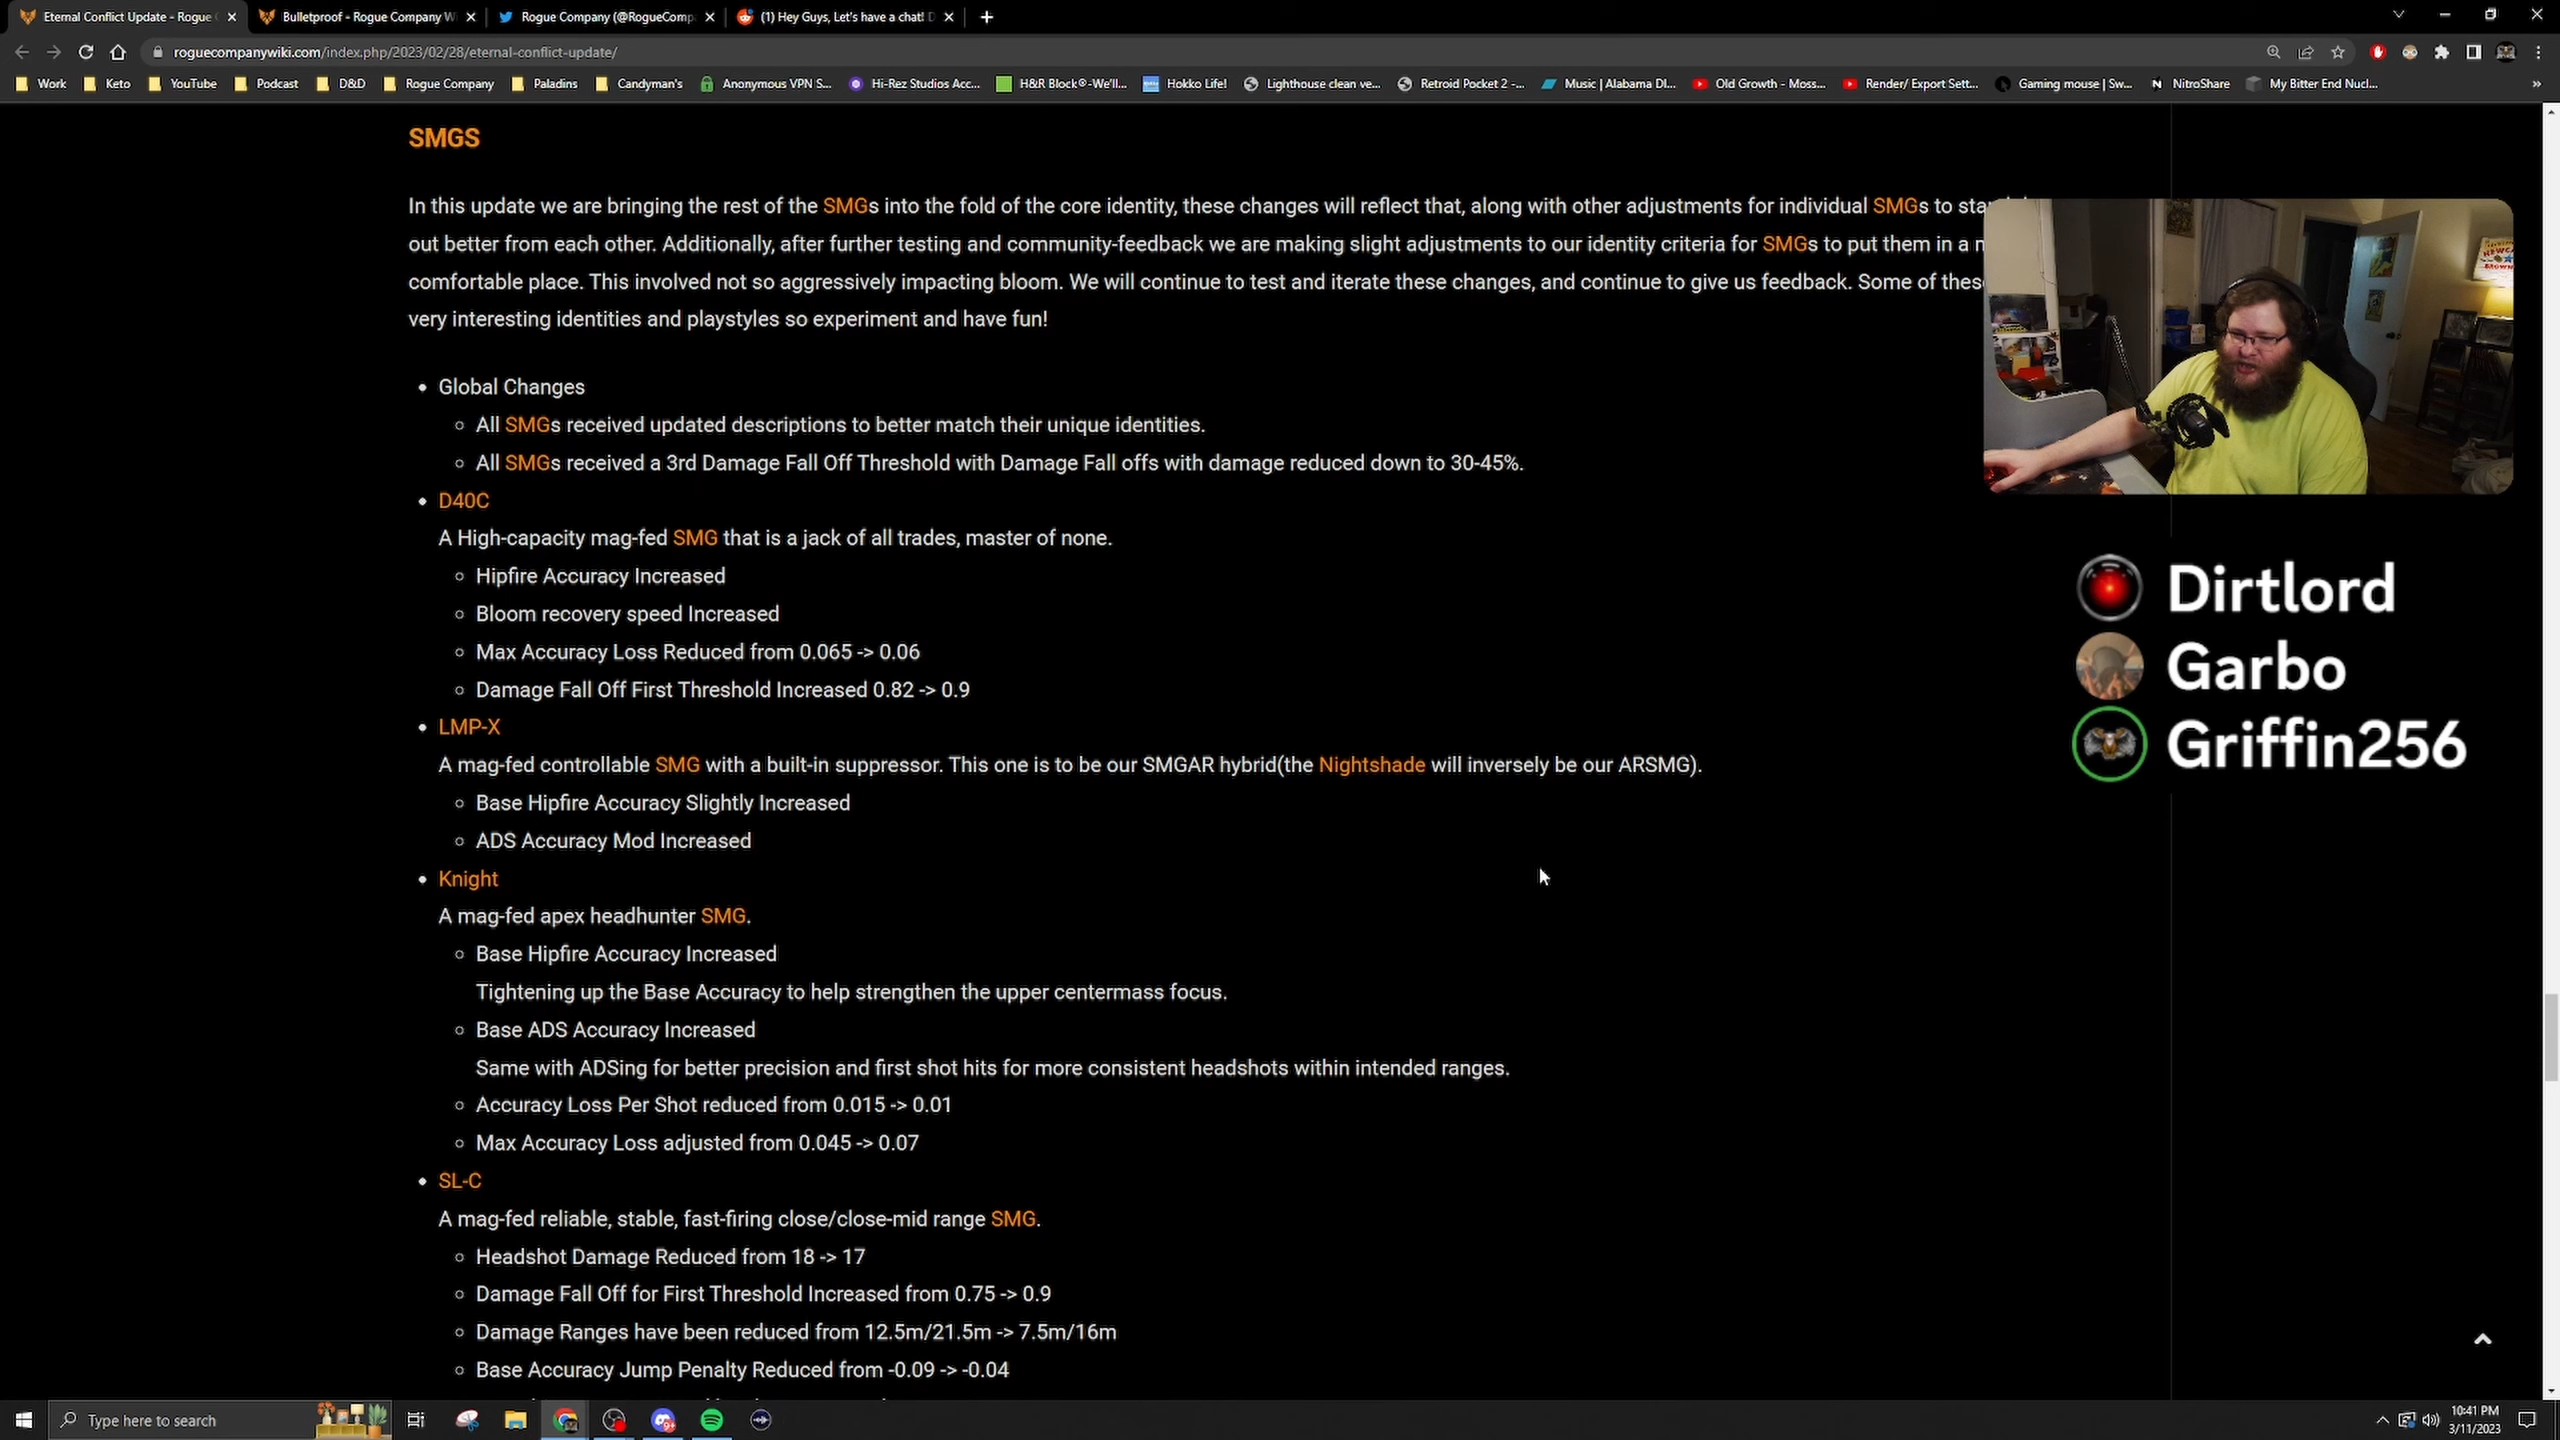 Eternal Conflict Update - Rogue
Bulletproof - Rogue Company W
Rogue Company (@RogueComp
(1) Hey Guys, Let's have a chat!
roguecompanywiki.com/index.php/2023/02/28/eternal-conflict-update/
Work
Keto
YouTube
Podcast
D&D
Rogue Company
Paladins
Candyman's
Anonymous VPN S...
Hi-Rez Studios Acc...
H&R Block®-We'll...
Hokko Life!
Lighthouse clean ve...
Retroid Pocket 2 -...
Music | Alabama DI...
Old Growth - Moss...
Render/ Export Sett...
Gaming mouse | Sw...
NitroShare
My Bitter End Nucl...
SMGS
In this update we are bringing the rest of the SMGs into the fold of the core identity, these changes will reflect that, along with other adjustments for individual SMGs to
out better from each other. Additionally, after further testing and community-feedback we are making slight adjustments to our identity criteria for SMGs to put them in a
comfortable place. This involved not so aggressively impacting bloom. We will continue to test and iterate these changes, and continue to give us feedback. Some of
very interesting identities and playstyles so experiment and have fun!
Global Changes
All SMGs received updated descriptions to better match their unique identities.
All SMGs received a 3rd Damage Fall Off Threshold with Damage Fall offs with damage reduced down to 30-45%.
D40C
A High-capacity mag-fed SMG that is a jack of all trades, master of none.
Hipfire Accuracy Increased
Bloom recovery speed Increased
Max Accuracy Loss Reduced from 0.065 -> 0.06
Damage Fall Off First Threshold Increased 0.82 -> 0.9
LMP-X
A mag-fed controllable SMG with a built-in suppressor. This one is to be our SMGAR hybrid(the Nightshade will inversely be our ARSMG).
Base Hipfire Accuracy Slightly Increased
ADS Accuracy Mod Increased
Knight
A mag-fed apex headhunter SMG.
Base Hipfire Accuracy Increased
Tightening up the Base Accuracy to help strengthen the upper centermass focus.
Base ADS Accuracy Increased
Same with ADSing for better precision and first shot hits for more consistent headshots within intended ranges.
Accuracy Loss Per Shot reduced from 0.015 -> 0.01
Max Accuracy Loss adjusted from 0.045 -> 0.07
SL-C
A mag-fed reliable, stable, fast-firing close/close-mid range SMG.
Headshot Damage Reduced from 18 -> 17
Damage Fall Off for First Threshold Increased from 0.75 -> 0.9
Damage Ranges have been reduced from 12.5m/21.5m -> 7.5m/16m
Base Accuracy Jump Penalty Reduced from -0.09 -> -0.04
Dirtlord
Garbo
Griffin256
Type here to search
10:41 PM
3/11/2023